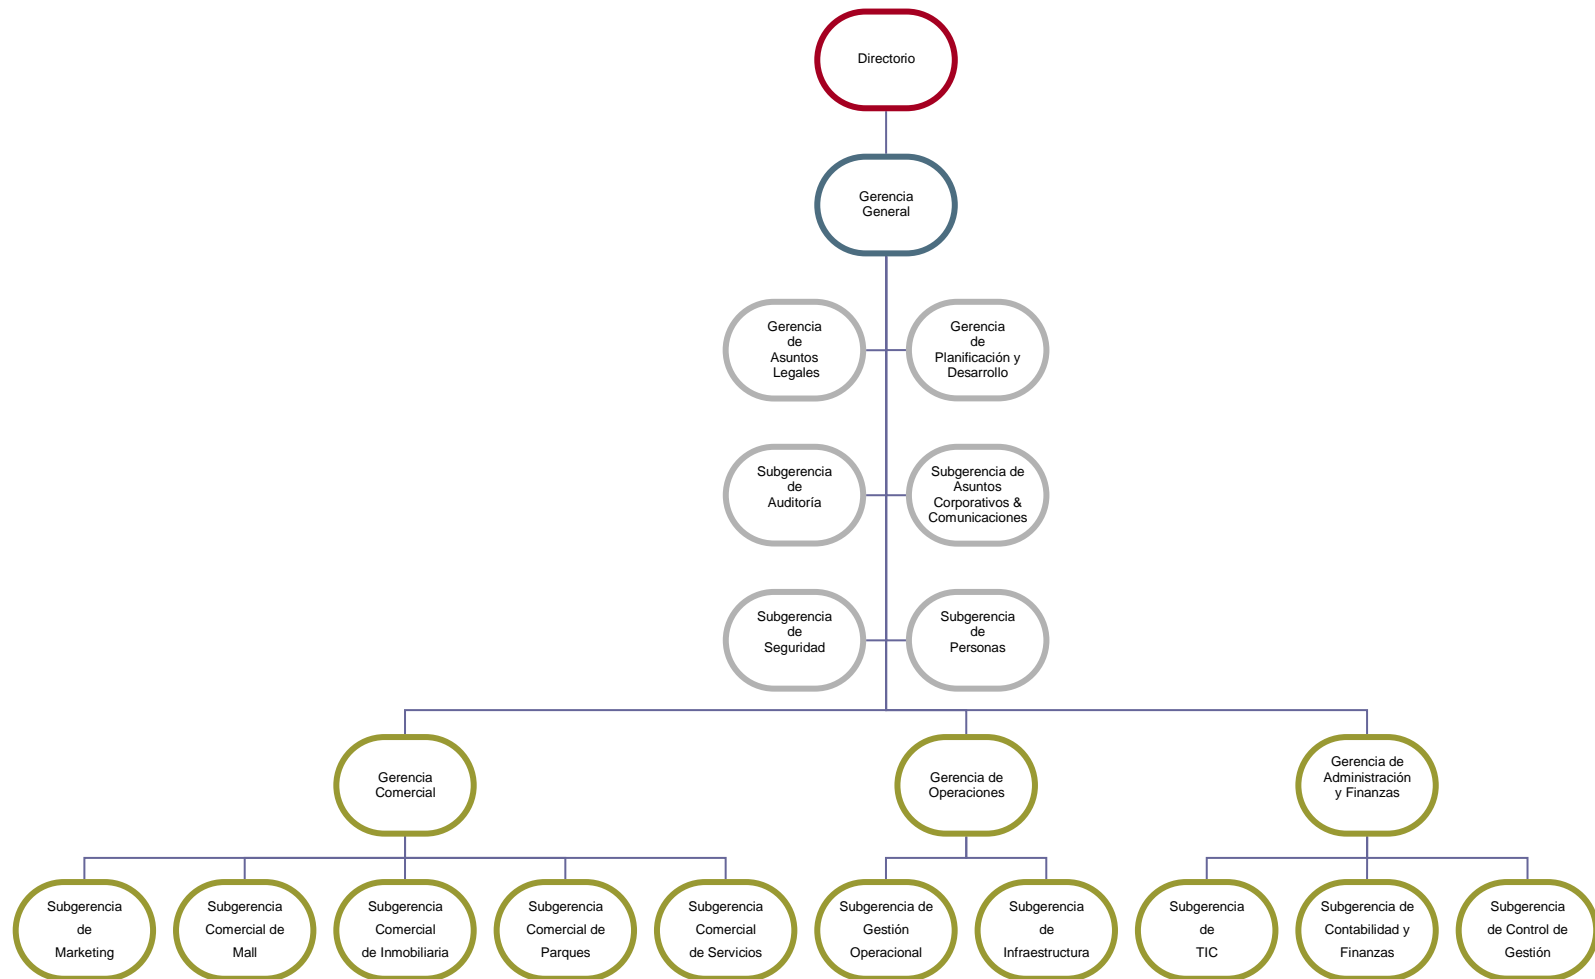 Directorio
Gerencia
General
Gerencia
de
Asuntos
Legales
Gerencia
de
Planificación y
Desarrollo
Subgerencia
de
Auditoría
Subgerencia de
Asuntos
Corporativos &
Comunicaciones
Subgerencia
de
Seguridad
Subgerencia
de
Personas
Gerencia
Comercial
Gerencia de
Operaciones
Gerencia de
Administración
y Finanzas
Subgerencia
de
Marketing
Subgerencia
Comercial de
Mall
Subgerencia
Comercial
de Inmobiliaria
Subgerencia
Comercial de
Parques
Subgerencia
Comercial
de Servicios
Subgerencia de
Gestión
Operacional
Subgerencia
de
Infraestructura
Subgerencia
de
TIC
Subgerencia de
Contabilidad y
Finanzas
Subgerencia
de Control de
Gestión